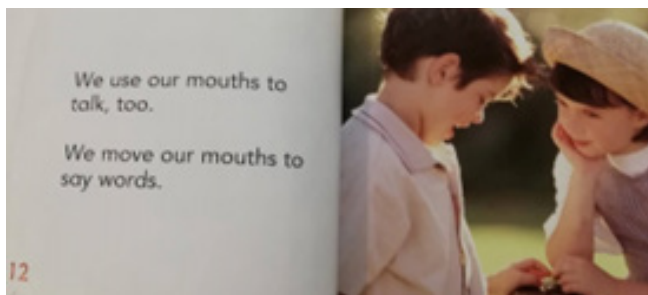 We use our mouths to
talk, too.
We move our mouths to
say words.
12